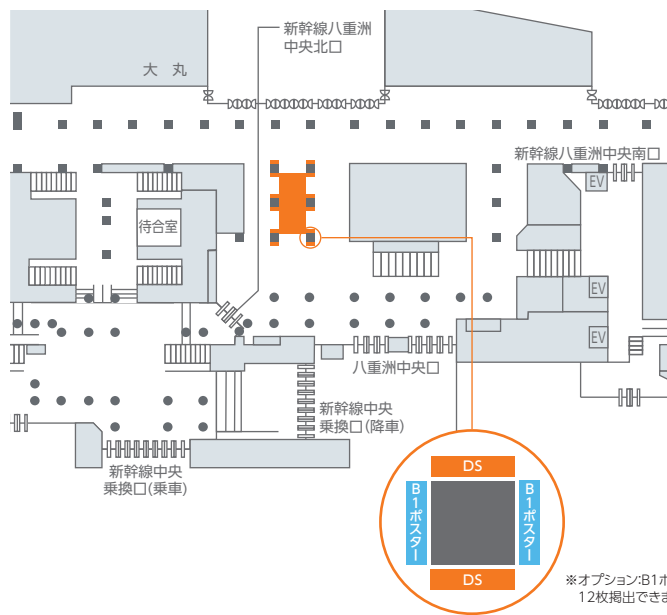 新幹線八重洲
中央北口
大 丸
新幹線八重洲中央南口
EV
待合室
EV
EV
八重洲中央口
新幹線中央
乗換口(降車)
新幹線中央
乗換口(乗車)
DS
B1ポスター
B1ポスター
DS
※オプション:B1ポ
12枚掲出できま